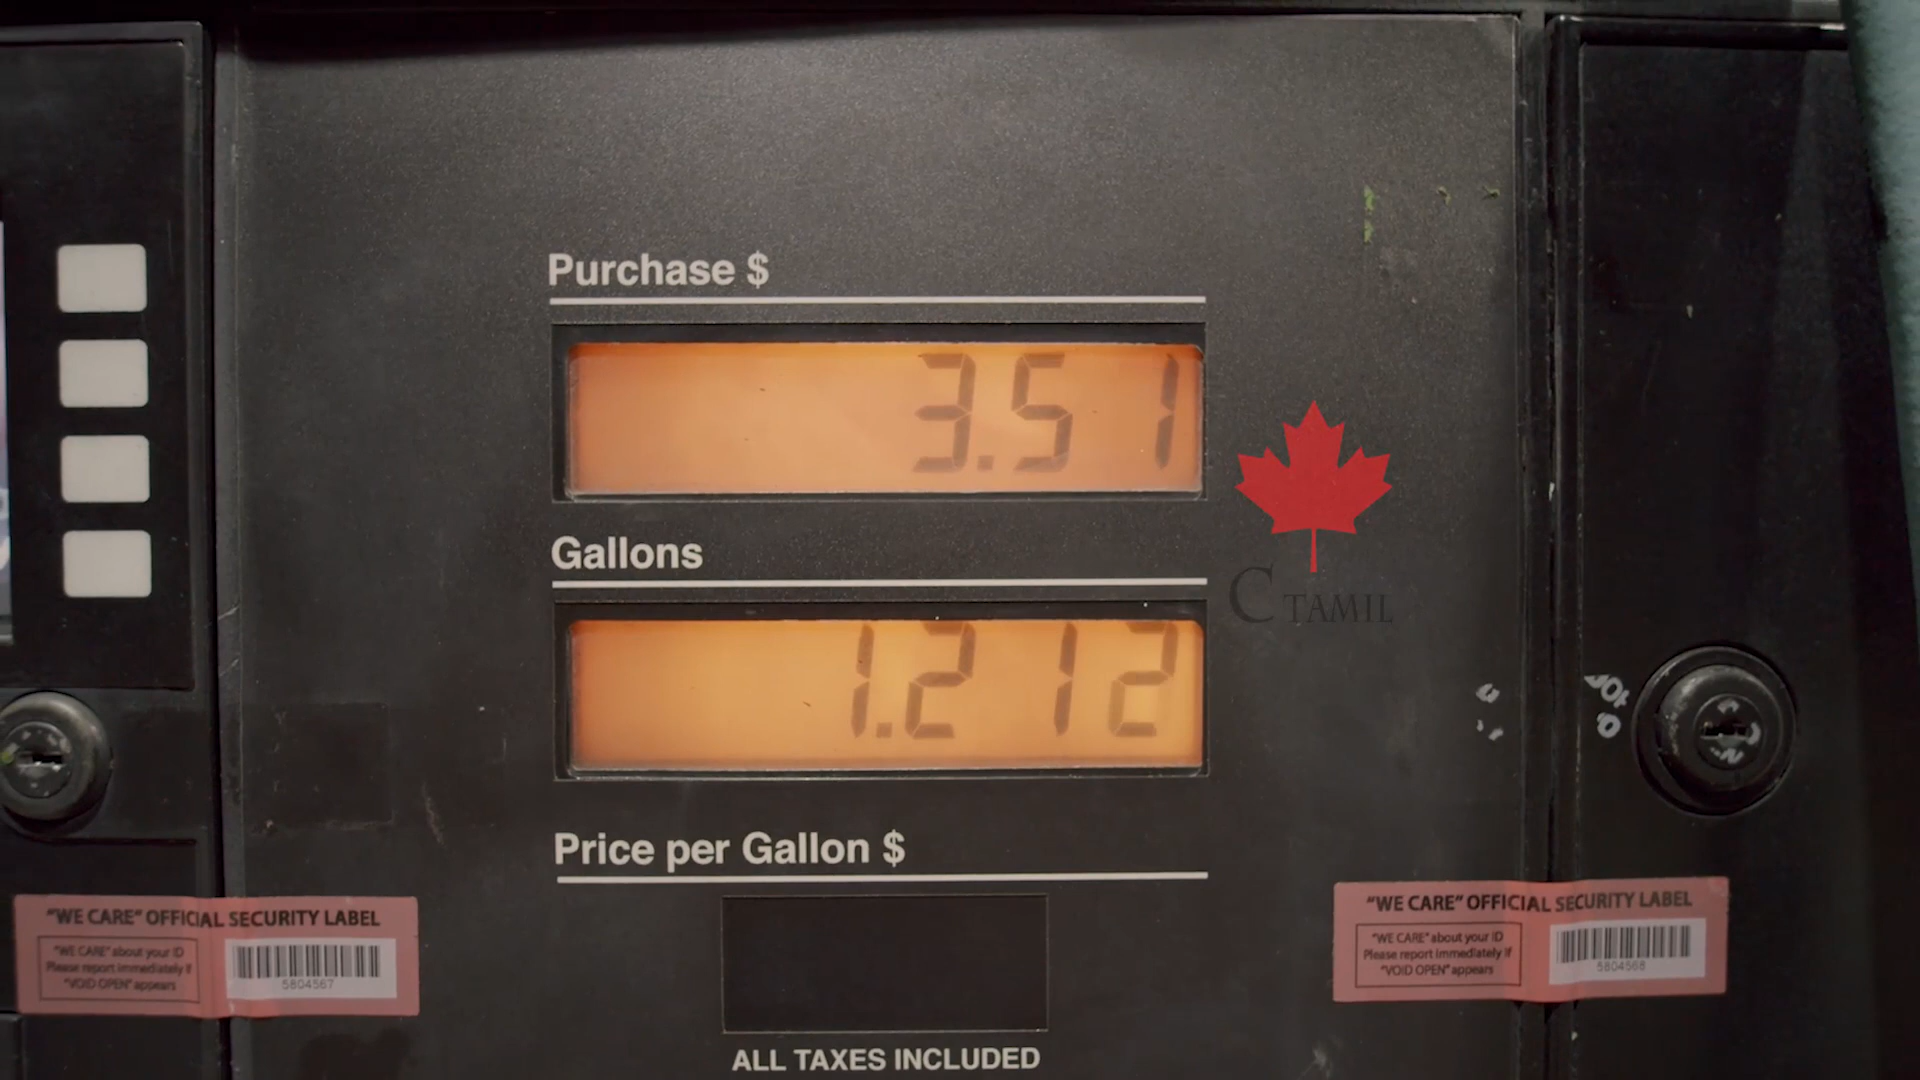 Purchase $
3.51
Gallons
C TAMIL
1.212
Price per Gallon $
"WE CARE" OFFICIAL SECURITY LABEL
"WE CARE" about your ID
Please report immediately if
"VOID OPEN" appears
5804567
"WE CARE" OFFICIAL SECURITY LABEL
"WE CARE" about your ID
Please report immediately if
"VOID OPEN" appears
5804568
ALL TAXES INCLUDED